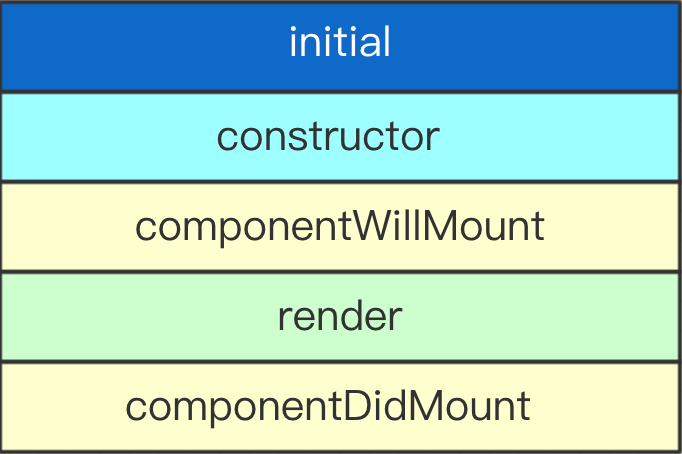 initial
constructor
componentWillMount
render
componentDidMount